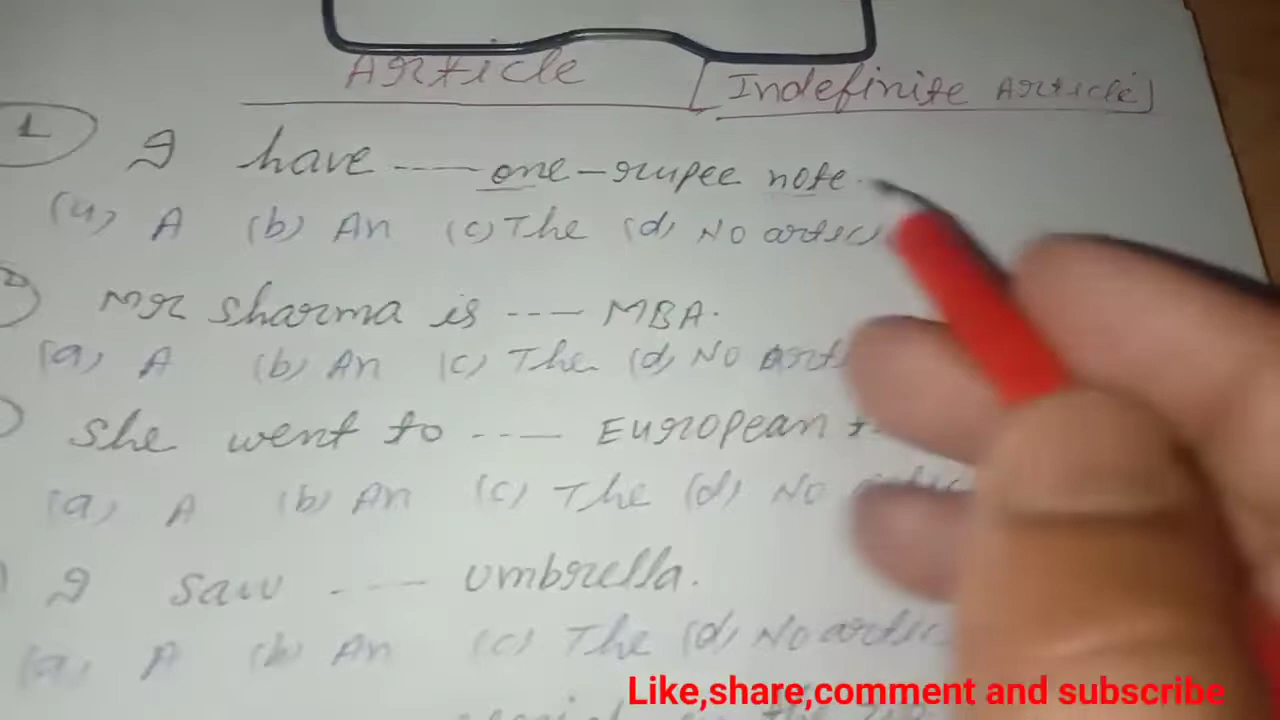 Article [Indefinite Article]
1 I have ---- one-rupee note.
(a) A (b) An (c) The (d) No
Mr Sharma is ---- MBA.
(a) A (b) An (c) The (d) No
She went to ---- European
(a) A (b) An (c) The (d) No
I saw ---- umbrella.
(a) A (b) An (c) The (d) No
Like,share,comment and subscribe